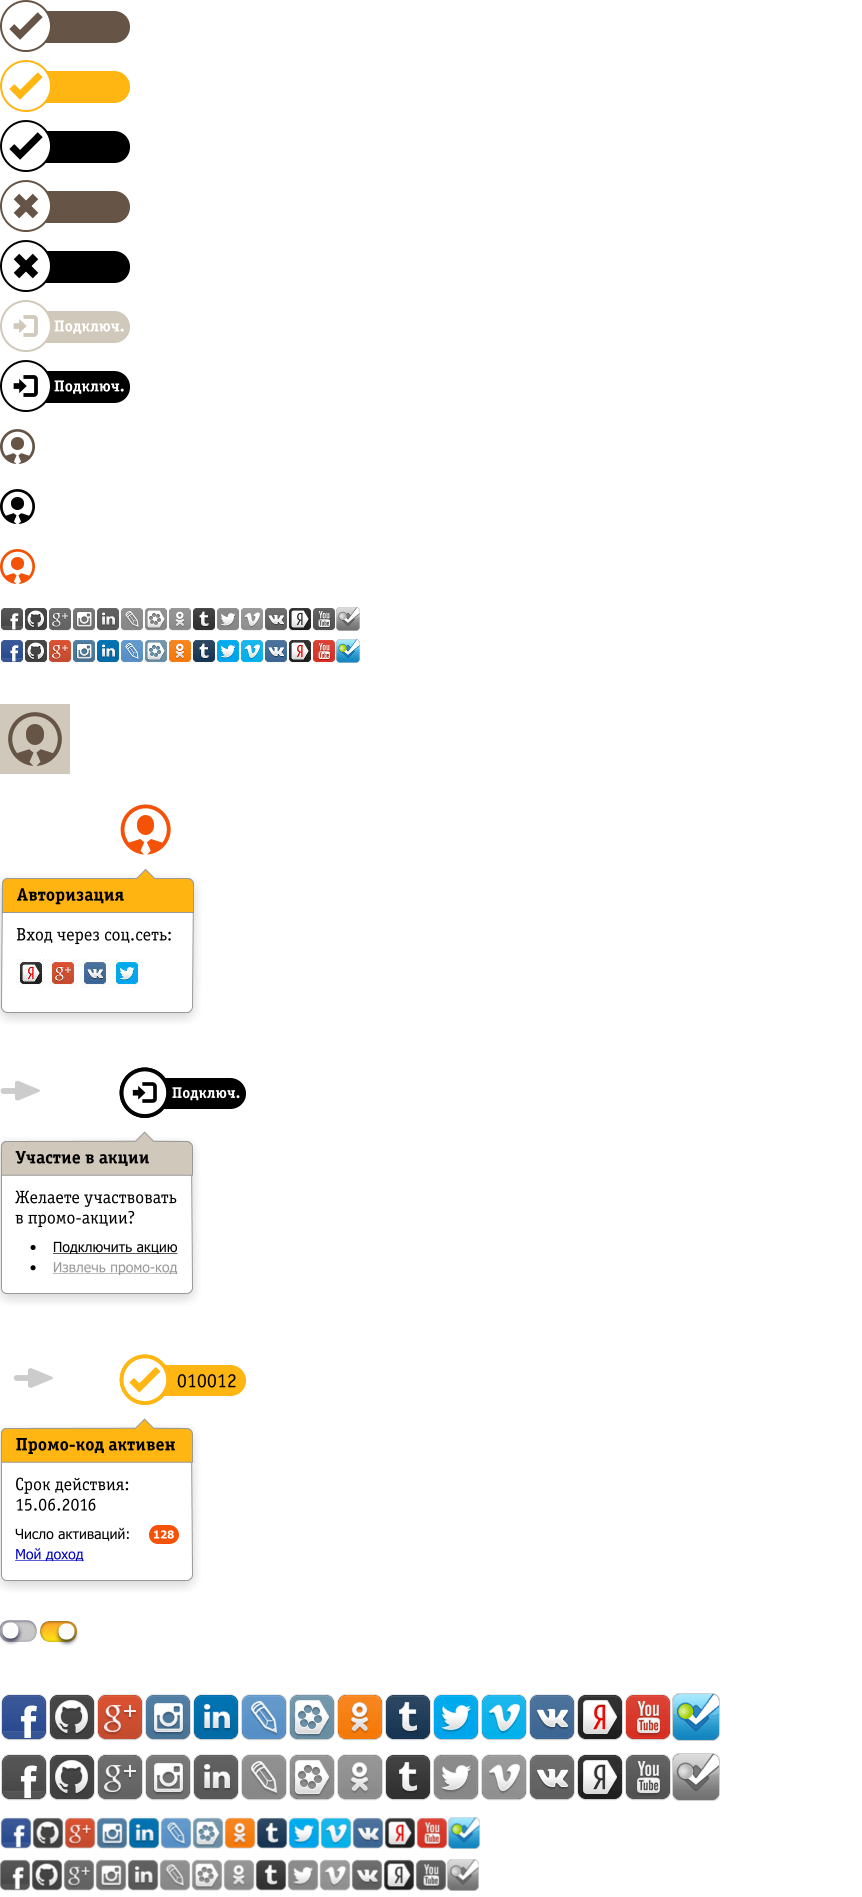 Подключ.
Подключ.
Авторизация
Вход через соц.сеть:
Подключ.
Участие в акции
Желаете участвовать
в промо-акции?
• Подключить акцию
• Извлечь промо-код
010012
Промо-код активен
Срок действия:
15.06.2016
Число активаций: 128
Мой доход